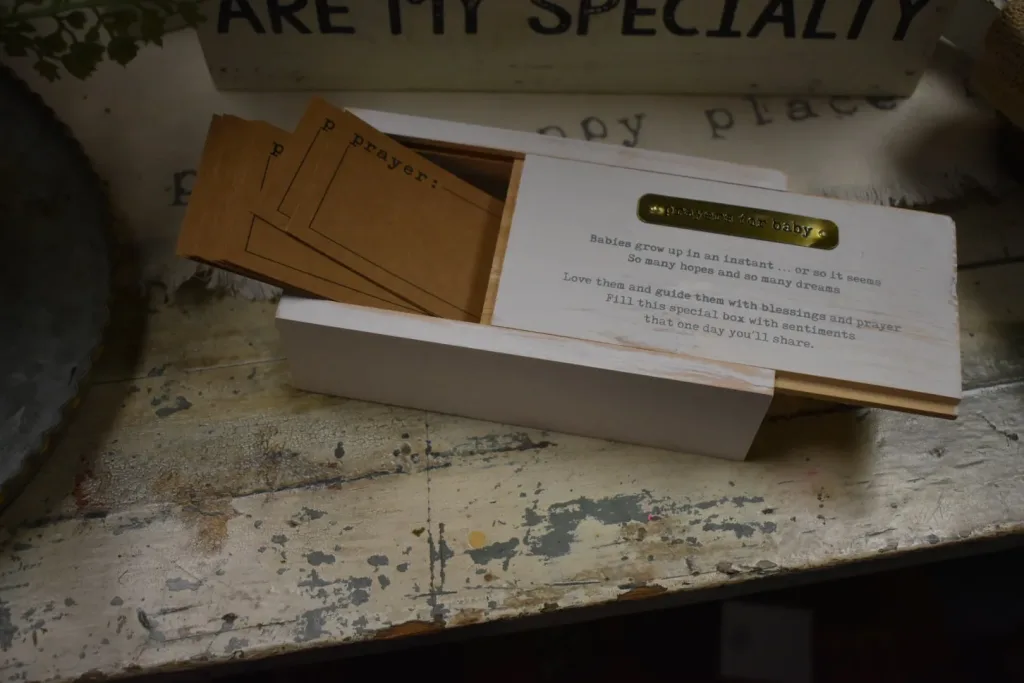 ARE MY SPECIALTY
ppy place
p
p
p prayer:
prayers for baby
Babies grow up in an instant ... or so it seems
So many hopes and so many dreams
Love them and guide them with blessings and prayer
Fill this special box with sentiments
that one day you'll share.